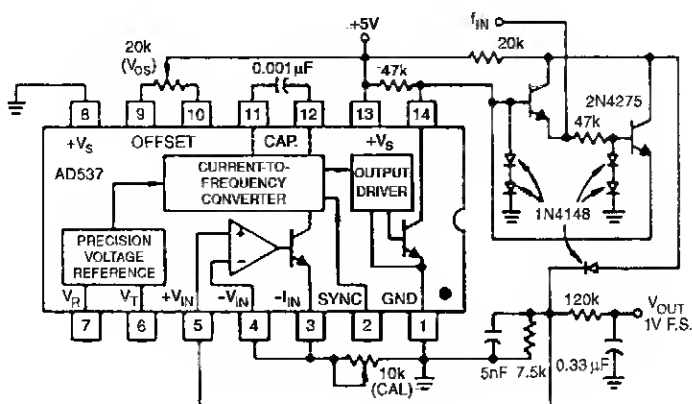 +5V
fIN
20k
(VOS)
0.001µF
47k
20k
2N4275
47k
1N4148
8
9
10
11
12
13
14
+VS
OFFSET
CAP.
+VS
AD537
CURRENT-TO-
FREQUENCY
CONVERTER
OUTPUT
DRIVER
PRECISION
VOLTAGE
REFERENCE
+
−
VR
VT
+VIN
−VIN
−IIN
SYNC
GND
7
6
5
4
3
2
1
10k
(CAL)
5nF
7.5k
120k
0.33µF
VOUT
1V F.S.